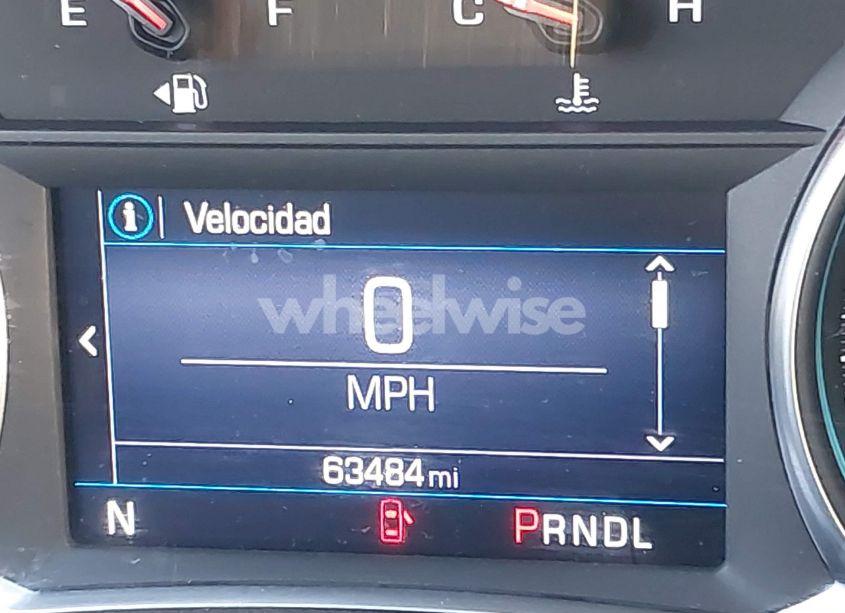 E F C H
Velocidad
wheelwise
0
MPH
63484 mi
N PRNDL